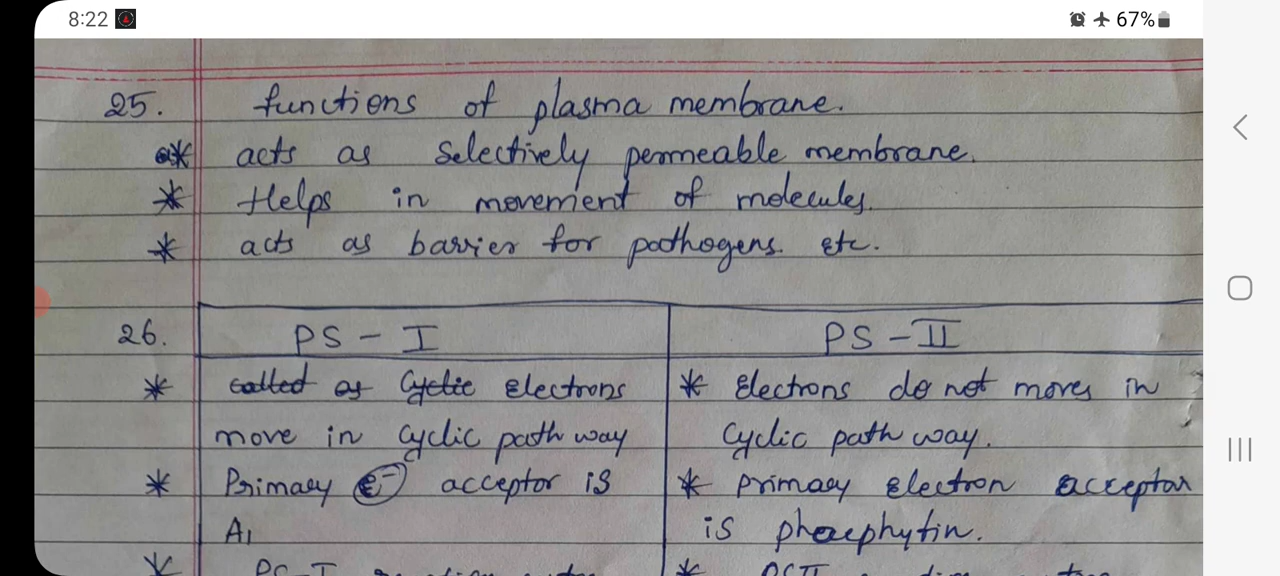 8:22
67%
25. functions of plasma membrane.
* acts as Selectively permeable membrane.
* Helps in movement of molecules.
* acts as barrier for pathogens. etc.
26. PS - I PS - II
* called as Cyclic Electrons * Electrons do not moves in
move in cyclic path way Cyclic path way.
* Primary e- acceptor is * primary Electron acceptor
A1 is phaephytin.